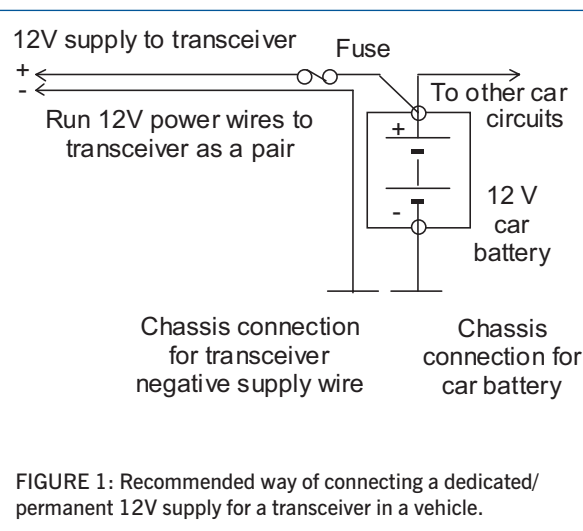 12V supply to transceiver
Fuse
+
-
To other car
circuits
Run 12V power wires to
transceiver as a pair
+
12 V
car
battery
-
Chassis connection
for transceiver
negative supply wire
Chassis
connection for
car battery
FIGURE 1: Recommended way of connecting a dedicated/
permanent 12V supply for a transceiver in a vehicle.